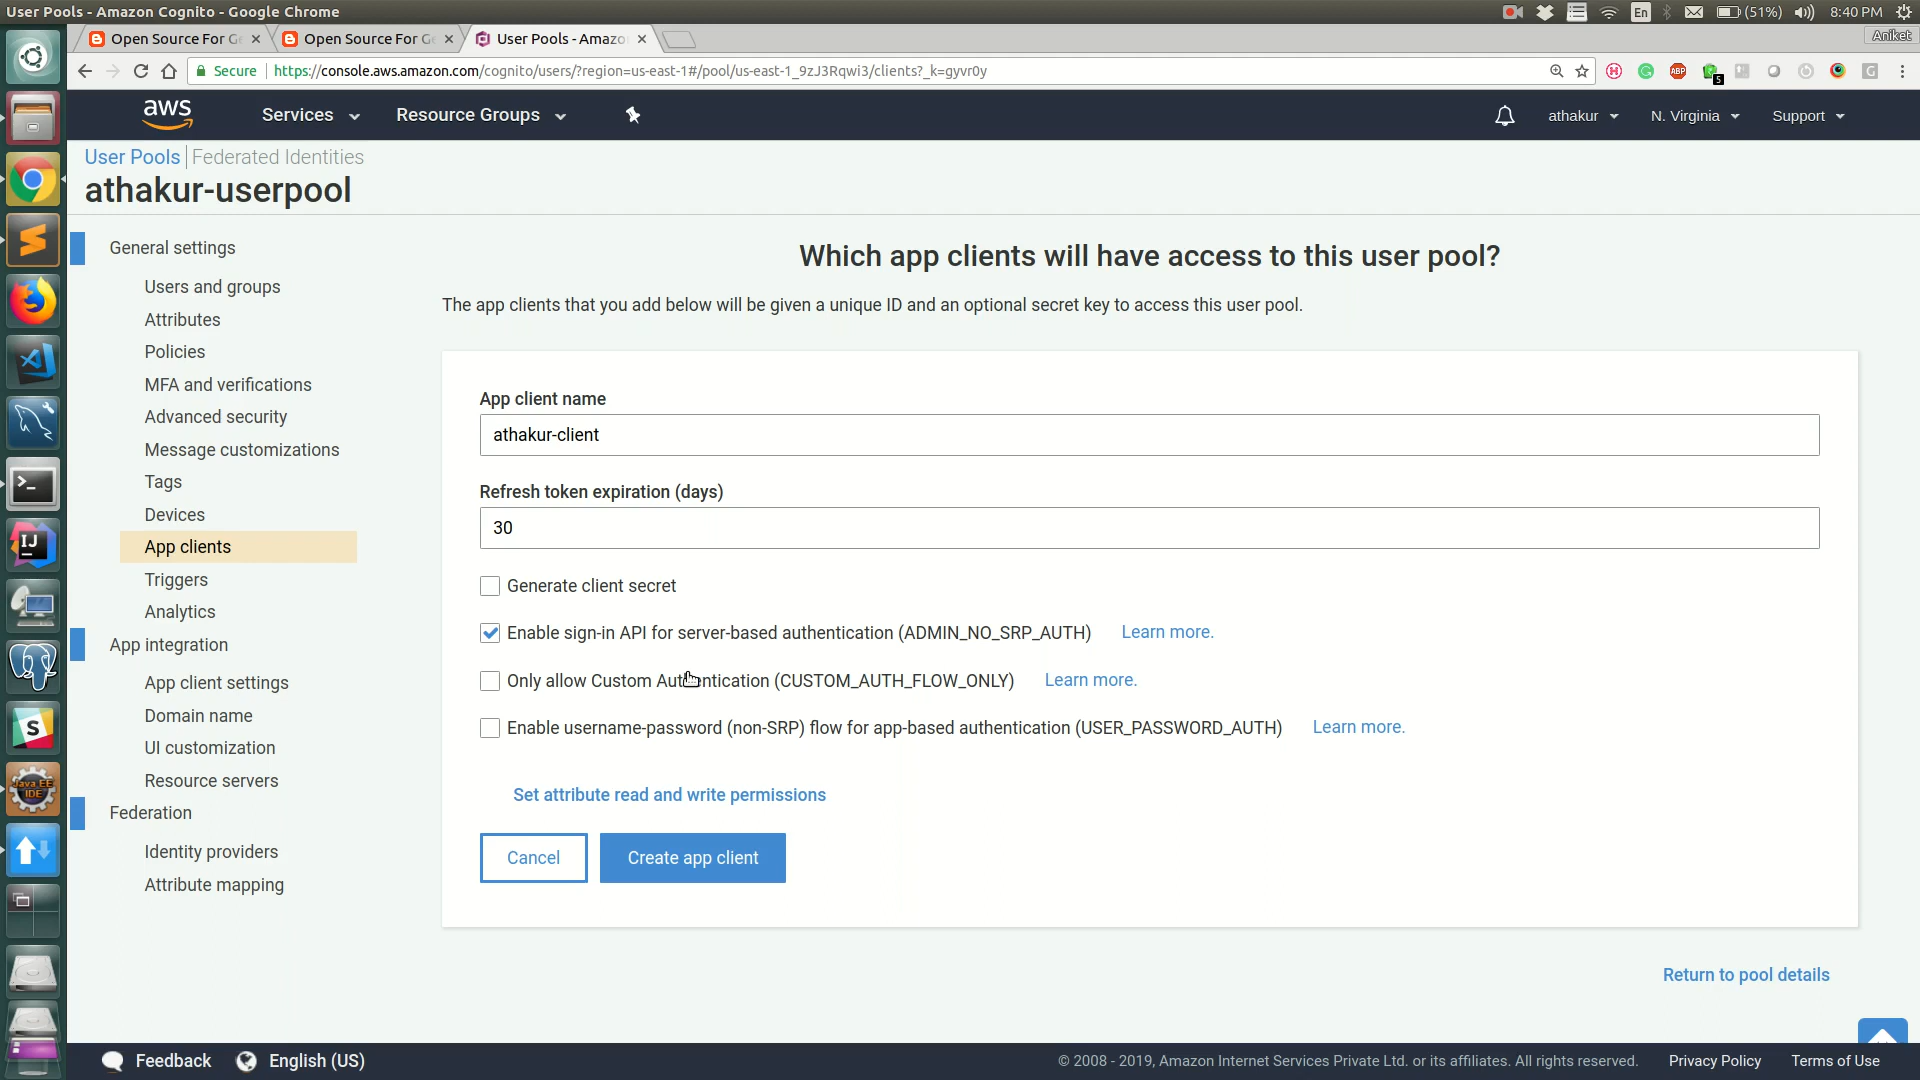 User Pools - Amazon Cognito - Google Chrome
En
(51%)
8:40 PM
Open Source For Ge
Open Source For Ge
User Pools - Amazo
Aniket
Secure
https://console.aws.amazon.com/cognito/users/?region=us-east-1#/pool/us-east-1_9zJ3Rqwi3/clients?_k=gyvr0y
ABP
5
aws
Services
Resource Groups
athakur
N. Virginia
Support
User Pools
Federated Identities
athakur-userpool
General settings
Users and groups
Attributes
Policies
MFA and verifications
Advanced security
Message customizations
Tags
Devices
App clients
Triggers
Analytics
App integration
App client settings
Domain name
UI customization
Resource servers
Federation
Identity providers
Attribute mapping
Which app clients will have access to this user pool?
The app clients that you add below will be given a unique ID and an optional secret key to access this user pool.
App client name
athakur-client
Refresh token expiration (days)
30
Generate client secret
Enable sign-in API for server-based authentication (ADMIN_NO_SRP_AUTH) Learn more.
Only allow Custom Authentication (CUSTOM_AUTH_FLOW_ONLY) Learn more.
Enable username-password (non-SRP) flow for app-based authentication (USER_PASSWORD_AUTH) Learn more.
Set attribute read and write permissions
Cancel
Create app client
Return to pool details
IJ
Java EE
IDE
Feedback
English (US)
© 2008 - 2019, Amazon Internet Services Private Ltd. or its affiliates. All rights reserved.
Privacy Policy
Terms of Use